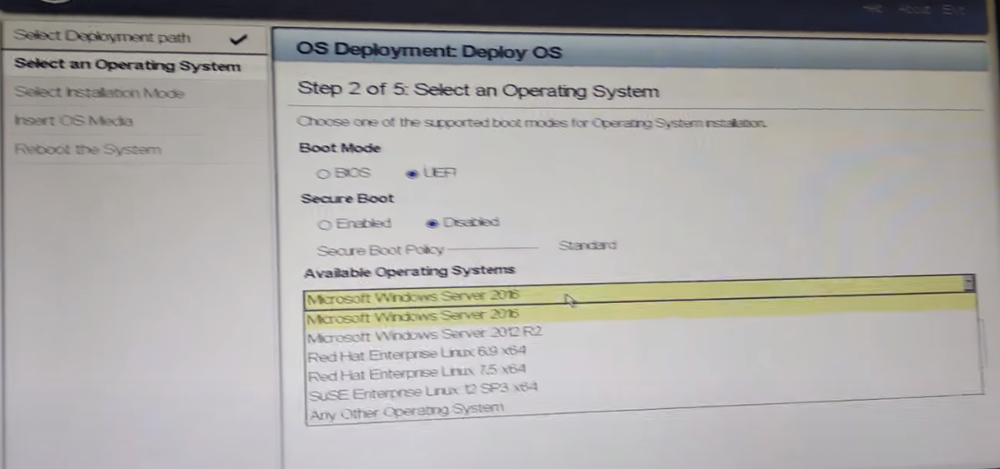 Help About Exit
Select Deployment path
Select an Operating System
Select Installation Mode
Insert OS Media
Reboot the System
OS Deployment: Deploy OS
Step 2 of 5: Select an Operating System
Choose one of the supported boot modes for Operating System installation.
Boot Mode
BIOS UEFI
Secure Boot
Enabled Disabled
Secure Boot Policy Standard
Available Operating Systems
Microsoft Windows Server 2016
Microsoft Windows Server 2016
Microsoft Windows Server 2012 R2
Red Hat Enterprise Linux 6.9 x64
Red Hat Enterprise Linux 7.5 x64
SuSE Enterprise Linux 12 SP3 x64
Any Other Operating System